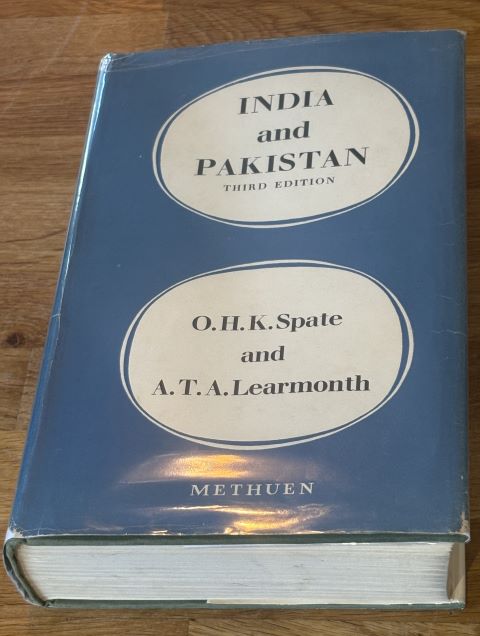 INDIA
and
PAKISTAN
THIRD EDITION
O.H.K.Spate
and
A.T.A.Learmonth
METHUEN